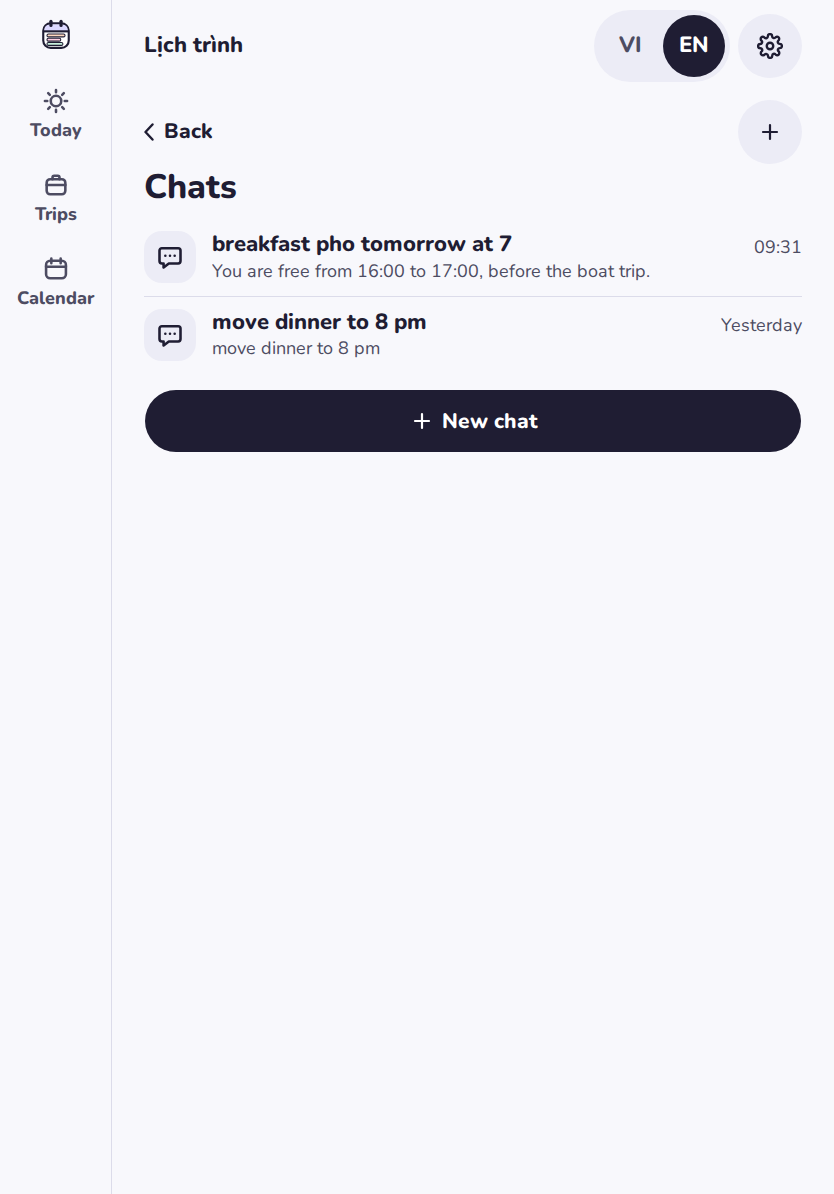 Lịch trình
VI
EN
Today
Trips
Calendar
Back
Chats
breakfast pho tomorrow at 7
09:31
You are free from 16:00 to 17:00, before the boat trip.
move dinner to 8 pm
Yesterday
move dinner to 8 pm
New chat